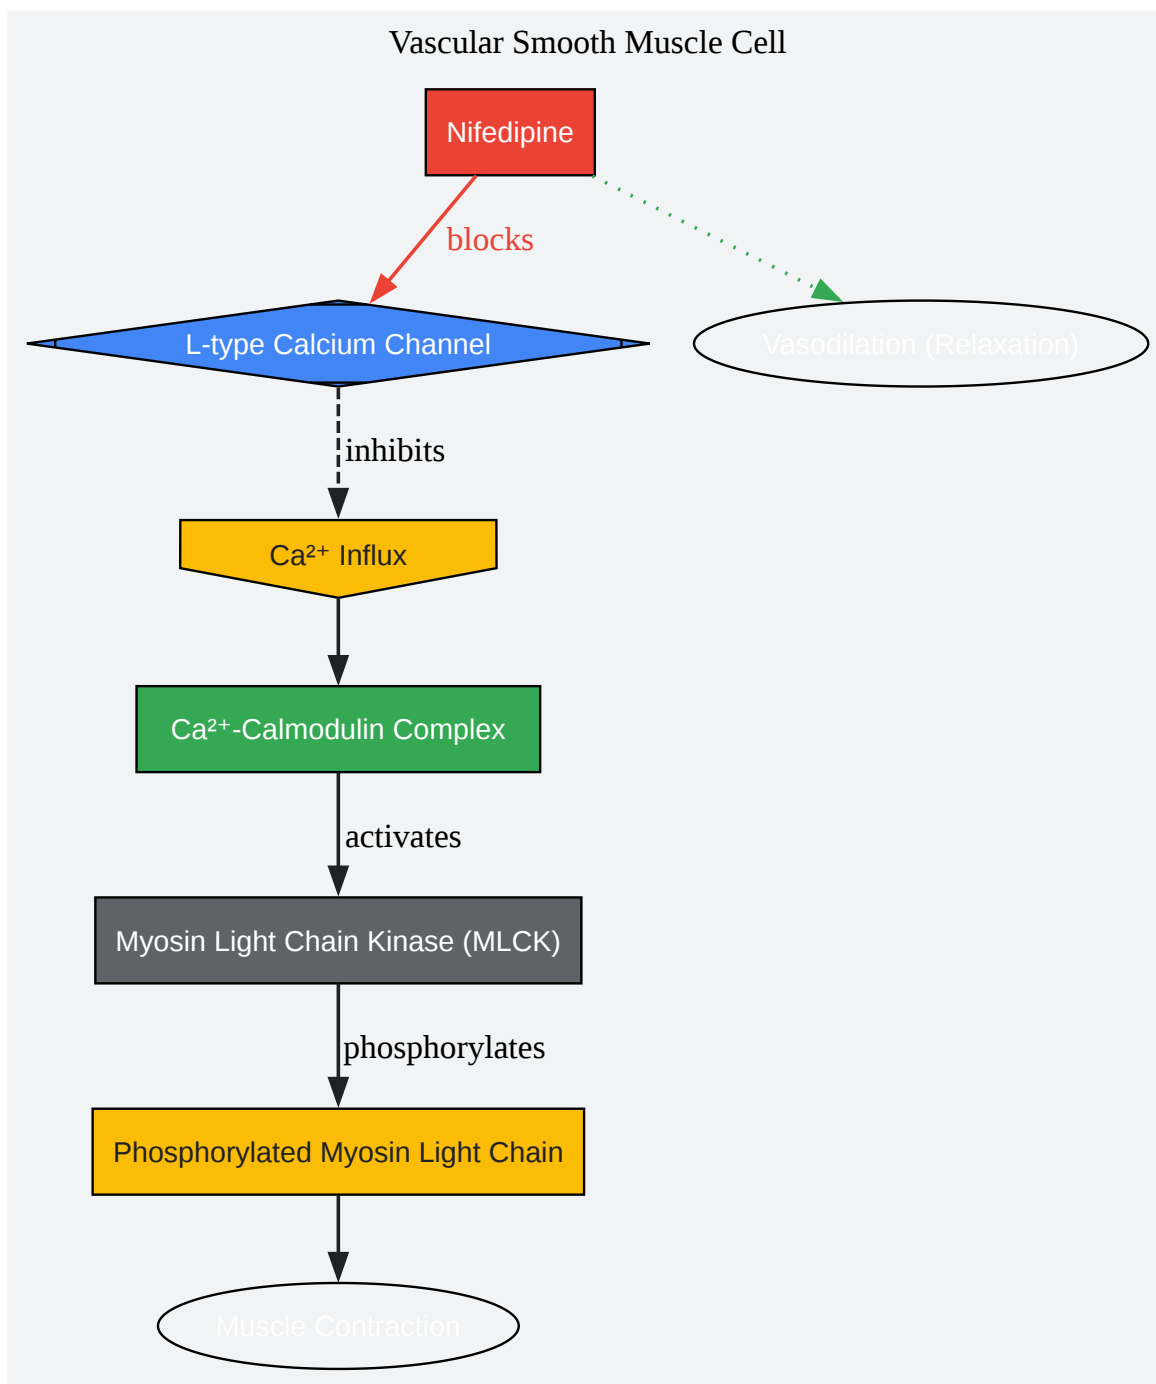 Vascular Smooth Muscle Cell
Nifedipine
blocks
L-type Calcium Channel
Vasodilation (Relaxation)
inhibits
Ca²⁺ Influx
Ca²⁺-Calmodulin Complex
activates
Myosin Light Chain Kinase (MLCK)
phosphorylates
Phosphorylated Myosin Light Chain
Muscle Contraction